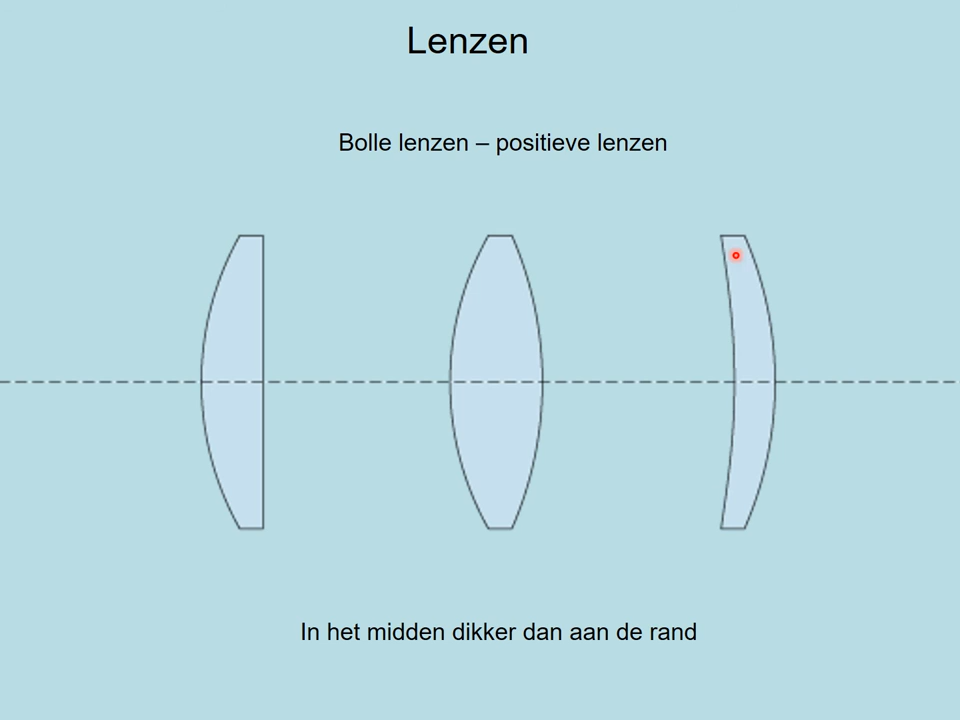 Lenzen
Bolle lenzen – positieve lenzen
In het midden dikker dan aan de rand